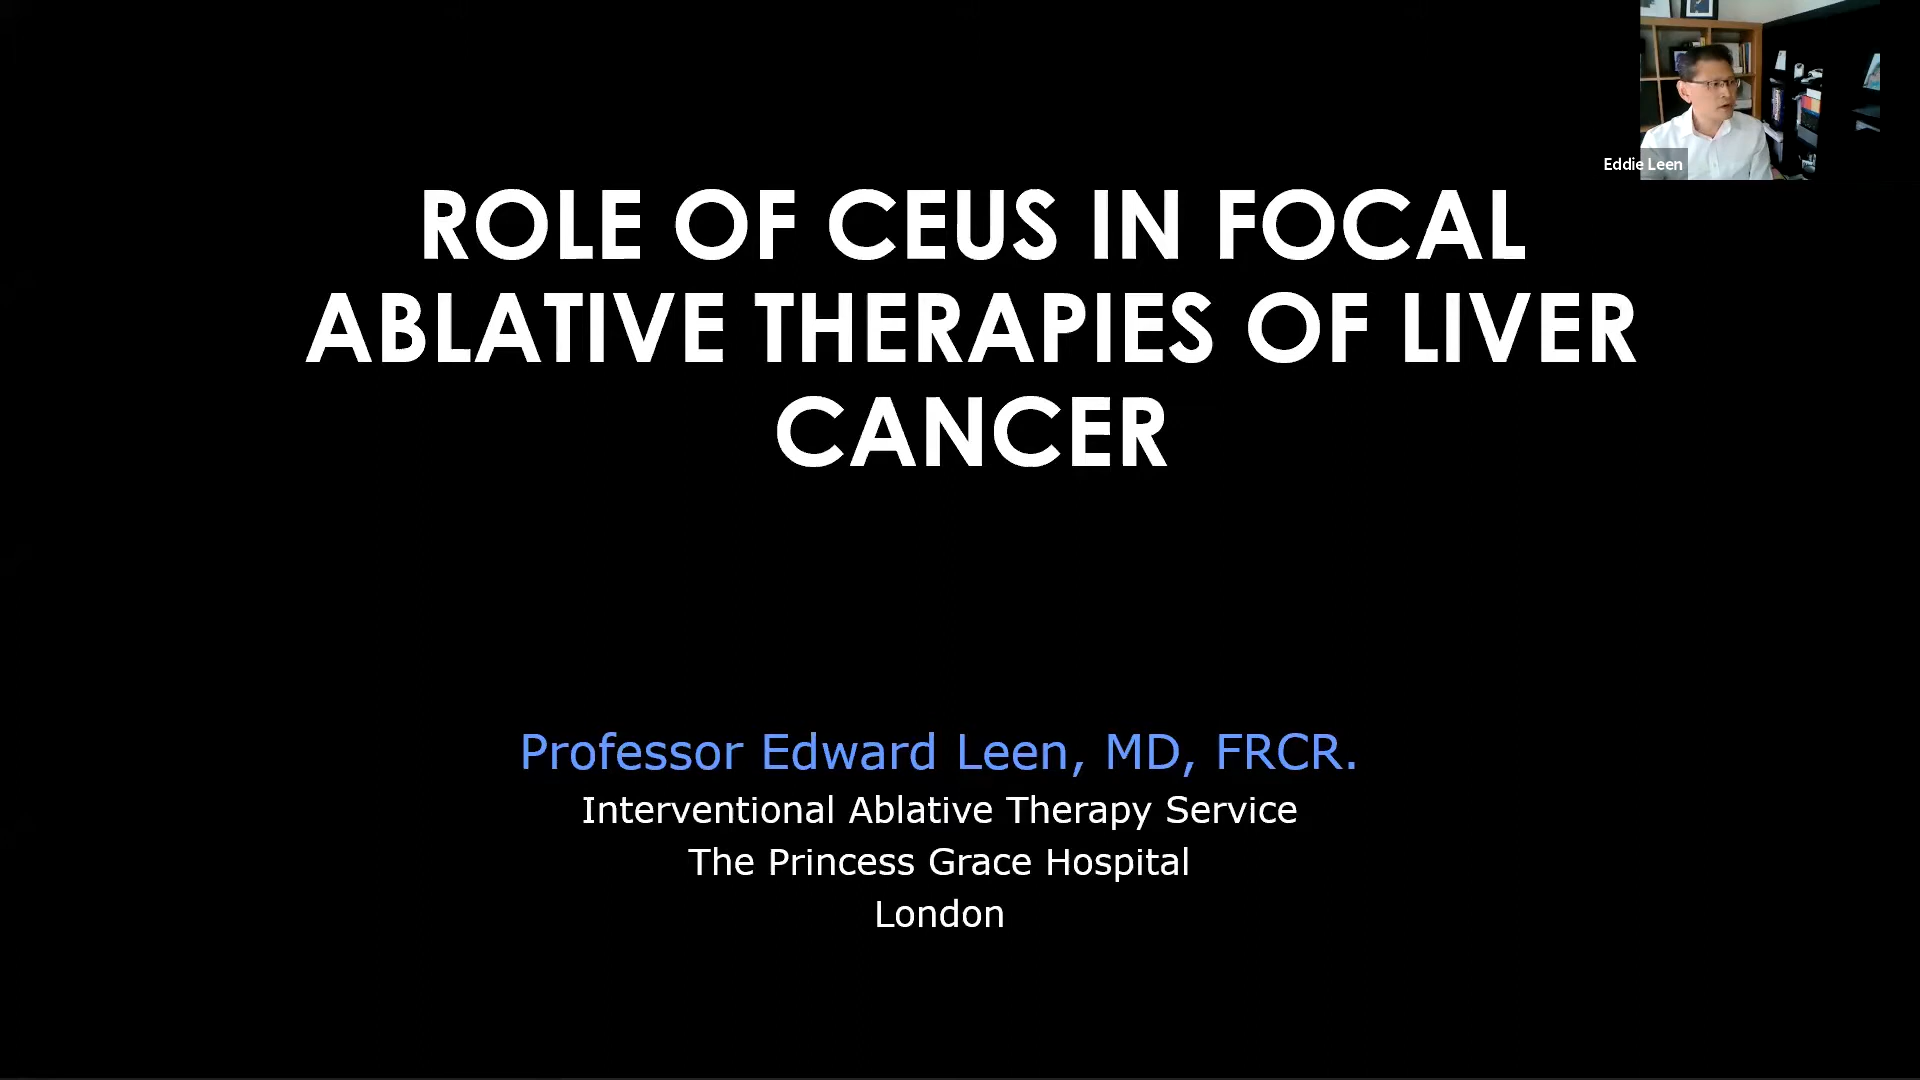 Eddie Leen
ROLE OF CEUS IN FOCAL
ABLATIVE THERAPIES OF LIVER
CANCER
Professor Edward Leen, MD, FRCR.
Interventional Ablative Therapy Service
The Princess Grace Hospital
London